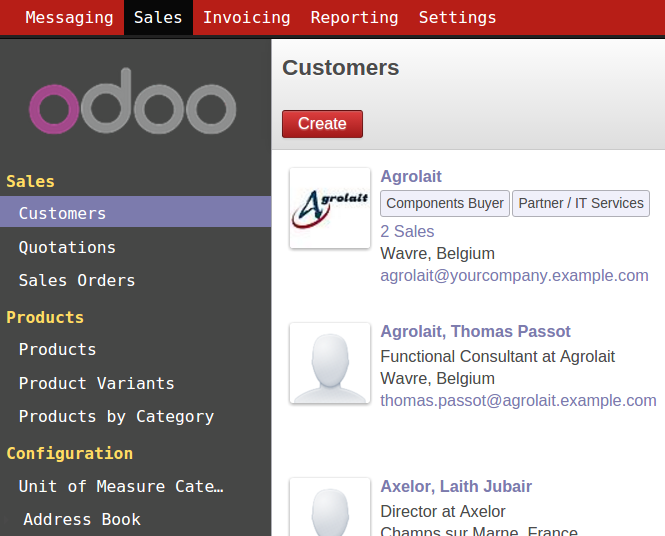 Messaging Sales Invoicing Reporting Settings
odoo
Sales
Customers
Quotations
Sales Orders
Products
Products
Product Variants
Products by Category
Configuration
Unit of Measure Cate…
Address Book
Customers
Create
Agrolait
Agrolait
Components Buyer Partner / IT Services
2 Sales
Wavre, Belgium
agrolait@yourcompany.example.com
Agrolait, Thomas Passot
Functional Consultant at Agrolait
Wavre, Belgium
thomas.passot@agrolait.example.com
Axelor, Laith Jubair
Director at Axelor
Champs sur Marne, France